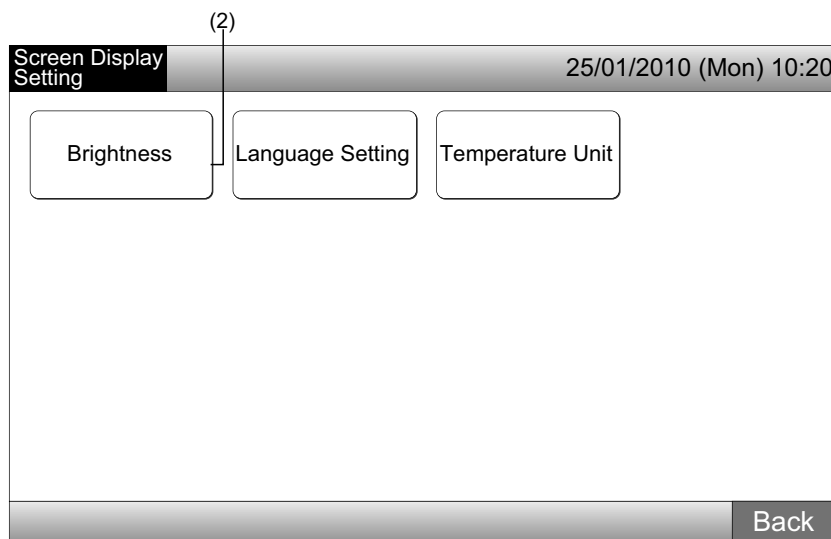 (2)
Screen Display
Setting
25/01/2010 (Mon) 10:20
Brightness
Language Setting
Temperature Unit
Back